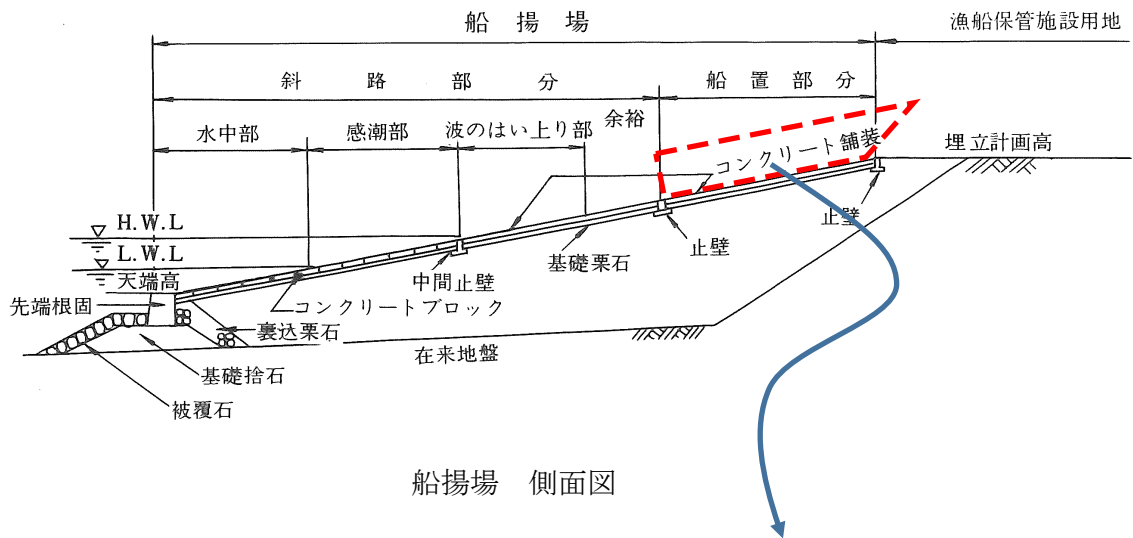 船揚場
漁船保管施設用地
斜路部分
船置部分
余裕
水中部
感潮部
波のはい上り部
コンクリート舗装
埋立計画高
H.W.L
止壁
止壁
L.W.L
基礎栗石
天端高
中間止壁
先端根固
コンクリートブロック
裏込栗石
在来地盤
基礎捨石
被覆石
船揚場 側面図